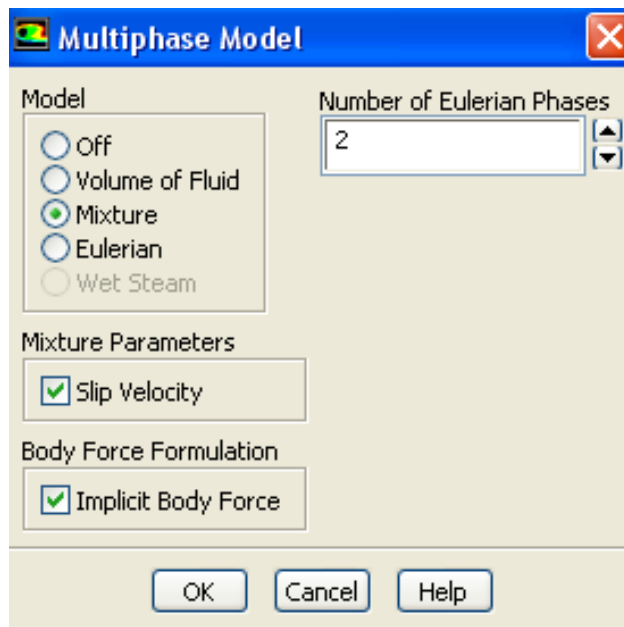 Multiphase Model
Model
Off
Volume of Fluid
Mixture
Eulerian
Wet Steam
Number of Eulerian Phases
2
Mixture Parameters
Slip Velocity
Body Force Formulation
Implicit Body Force
OK Cancel Help